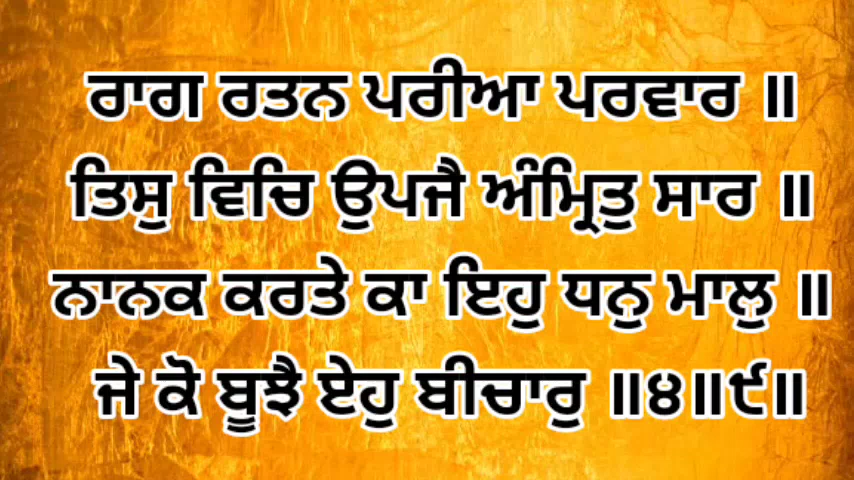 ਰਾਗ ਰਤਨ ਪਰੀਆ ਪਰਵਾਰ ॥
ਤਿਸੁ ਵਿਚਿ ਉਪਜੈ ਅੰਮ੍ਰਿਤੁ ਸਾਰ ॥
ਨਾਨਕ ਕਰਤੇ ਕਾ ਇਹੁ ਧਨੁ ਮਾਲੁ ॥
ਜੇ ਕੋ ਬੂਝੈ ਏਹੁ ਬੀਚਾਰੁ ॥੪॥੯॥